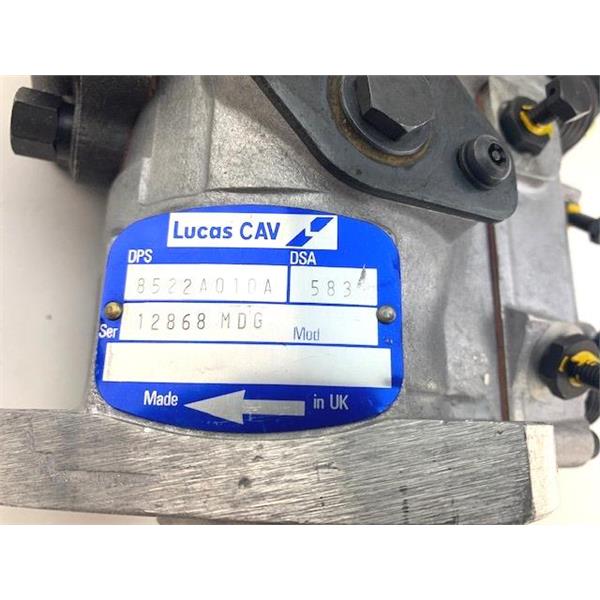 Lucas CAV
DPS DSA
8522A010A 583
Ser 12868 MDG Mod
Made in UK